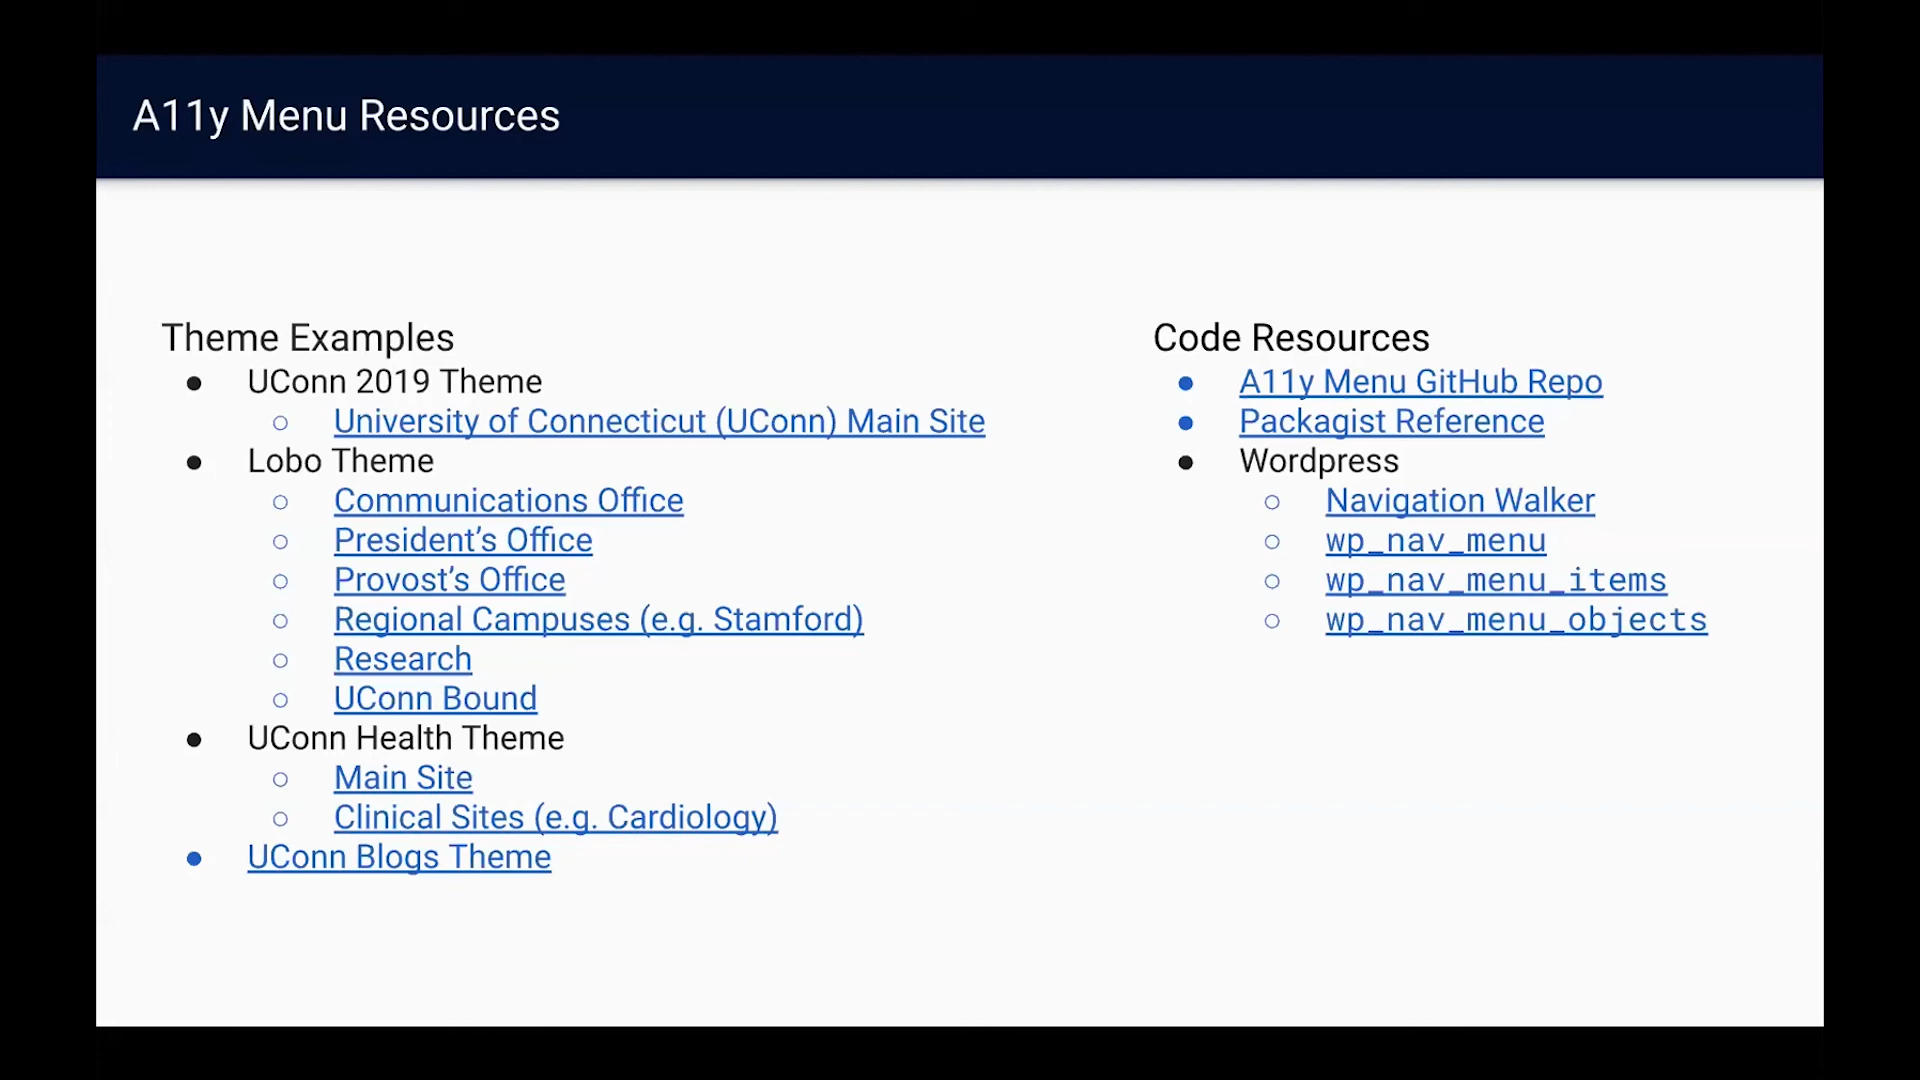 A11y Menu Resources
Theme Examples
● UConn 2019 Theme
○ University of Connecticut (UConn) Main Site
● Lobo Theme
○ Communications Office
○ President’s Office
○ Provost’s Office
○ Regional Campuses (e.g. Stamford)
○ Research
○ UConn Bound
● UConn Health Theme
○ Main Site
○ Clinical Sites (e.g. Cardiology)
● UConn Blogs Theme
Code Resources
● A11y Menu GitHub Repo
● Packagist Reference
● Wordpress
○ Navigation Walker
○ wp_nav_menu
○ wp_nav_menu_items
○ wp_nav_menu_objects